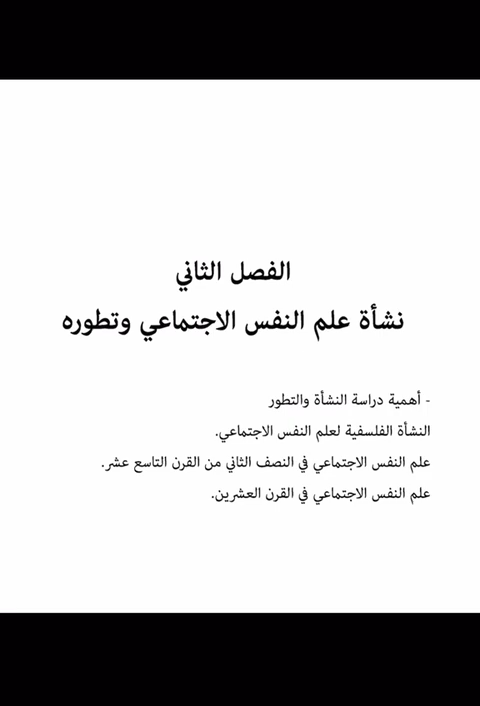 الفصل الثاني
نشأة علم النفس الاجتماعي وتطوره
- أهمية دراسة النشأة والتطور
النشأة الفلسفية لعلم النفس الاجتماعي.
علم النفس الاجتماعي في النصف الثاني من القرن التاسع عشر.
علم النفس الاجتماعي في القرن العشرين.